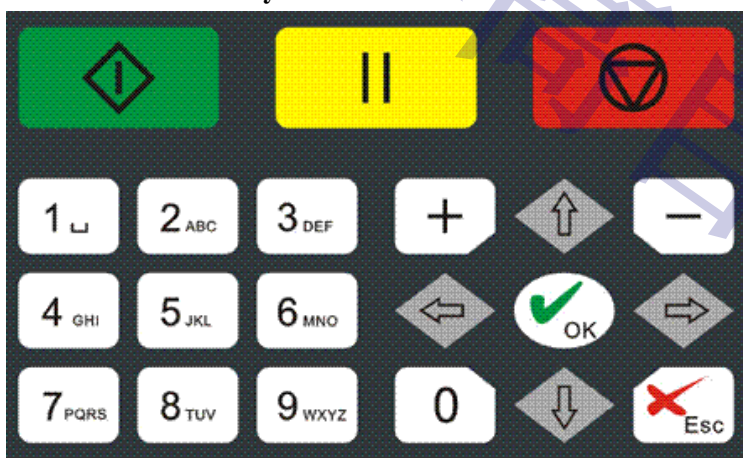 1 2 ABC 3 DEF + −
4 GHI 5 JKL 6 MNO OK
7 PQRS 8 TUV 9 WXYZ 0 Esc